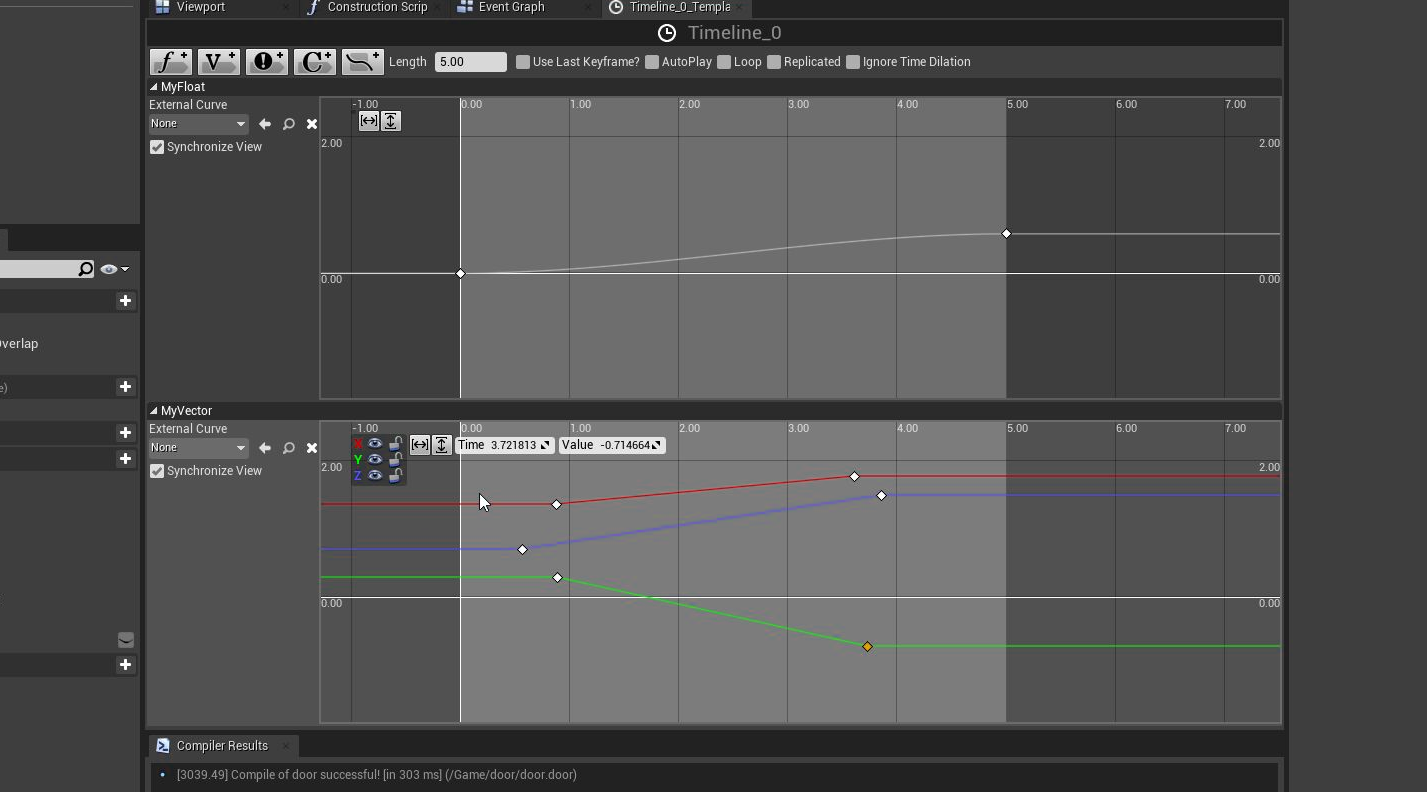 Viewport
Construction Scrip
Event Graph
Timeline_0_Templa
Timeline_0
f V C Length 5.00 Use Last Keyframe? AutoPlay Loop Replicated Ignore Time Dilation
MyFloat
External Curve
None
Synchronize View
-1.00 0.00 1.00 2.00 3.00 4.00 5.00 6.00 7.00
2.00 2.00
0.00 0.00
Overlap
e)
MyVector
External Curve
None
Synchronize View
-1.00 0.00 1.00 2.00 3.00 4.00 5.00 6.00 7.00
X
Y
Z
Time 3.721813 Value -0.714664
2.00 2.00
0.00 0.00
Compiler Results
[3039.49] Compile of door successful! [in 303 ms] (/Game/door/door.door)